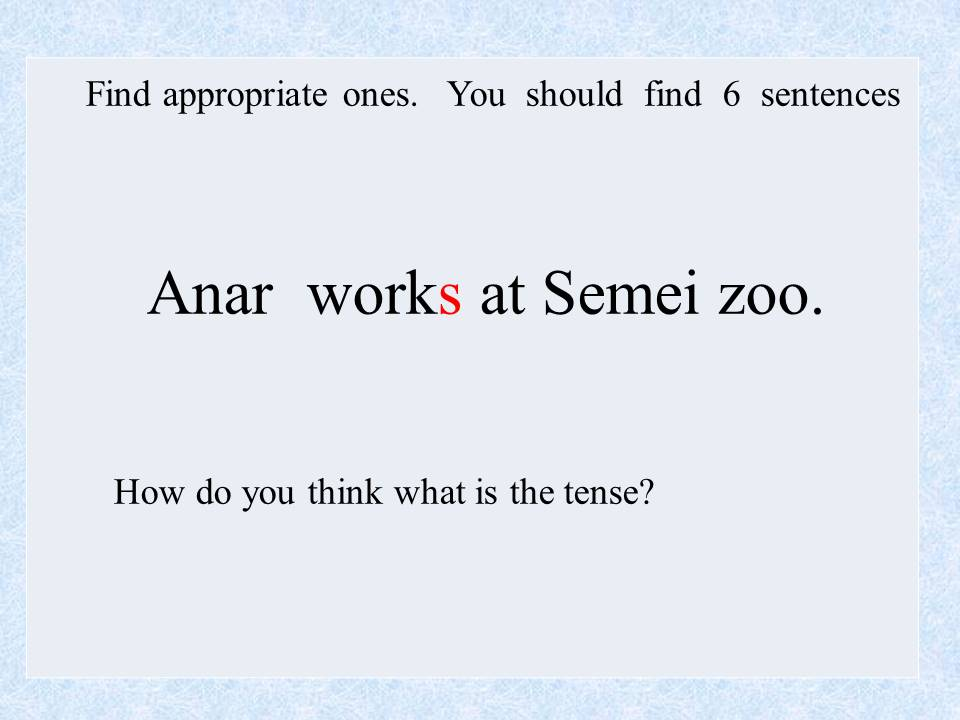 Find appropriate ones. You should find 6 sentences
Anar works at Semei zoo.
How do you think what is the tense?